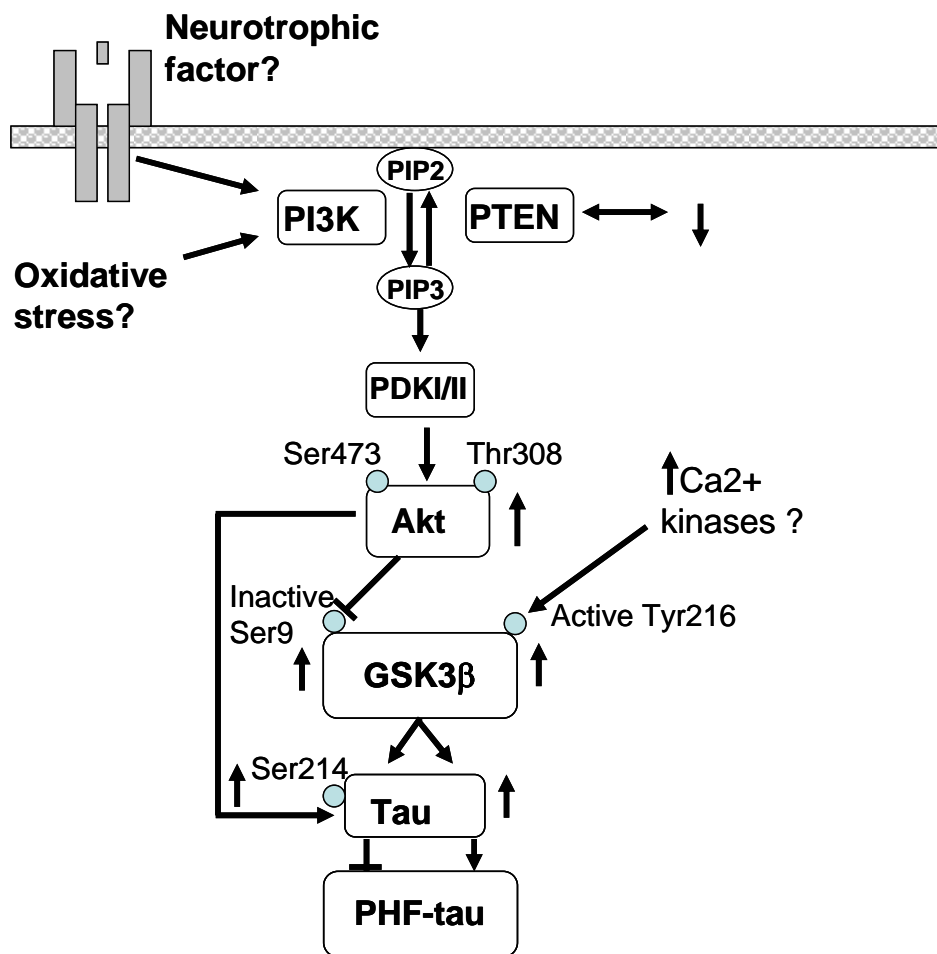 Neurotrophic
factor?
PIP2
PI3K
PTEN
Oxidative
stress?
PIP3
PDKI/II
Ser473
Thr308
Ca2+
kinases ?
Akt
Inactive
Ser9
Active Tyr216
GSK3β
Ser214
Tau
PHF-tau